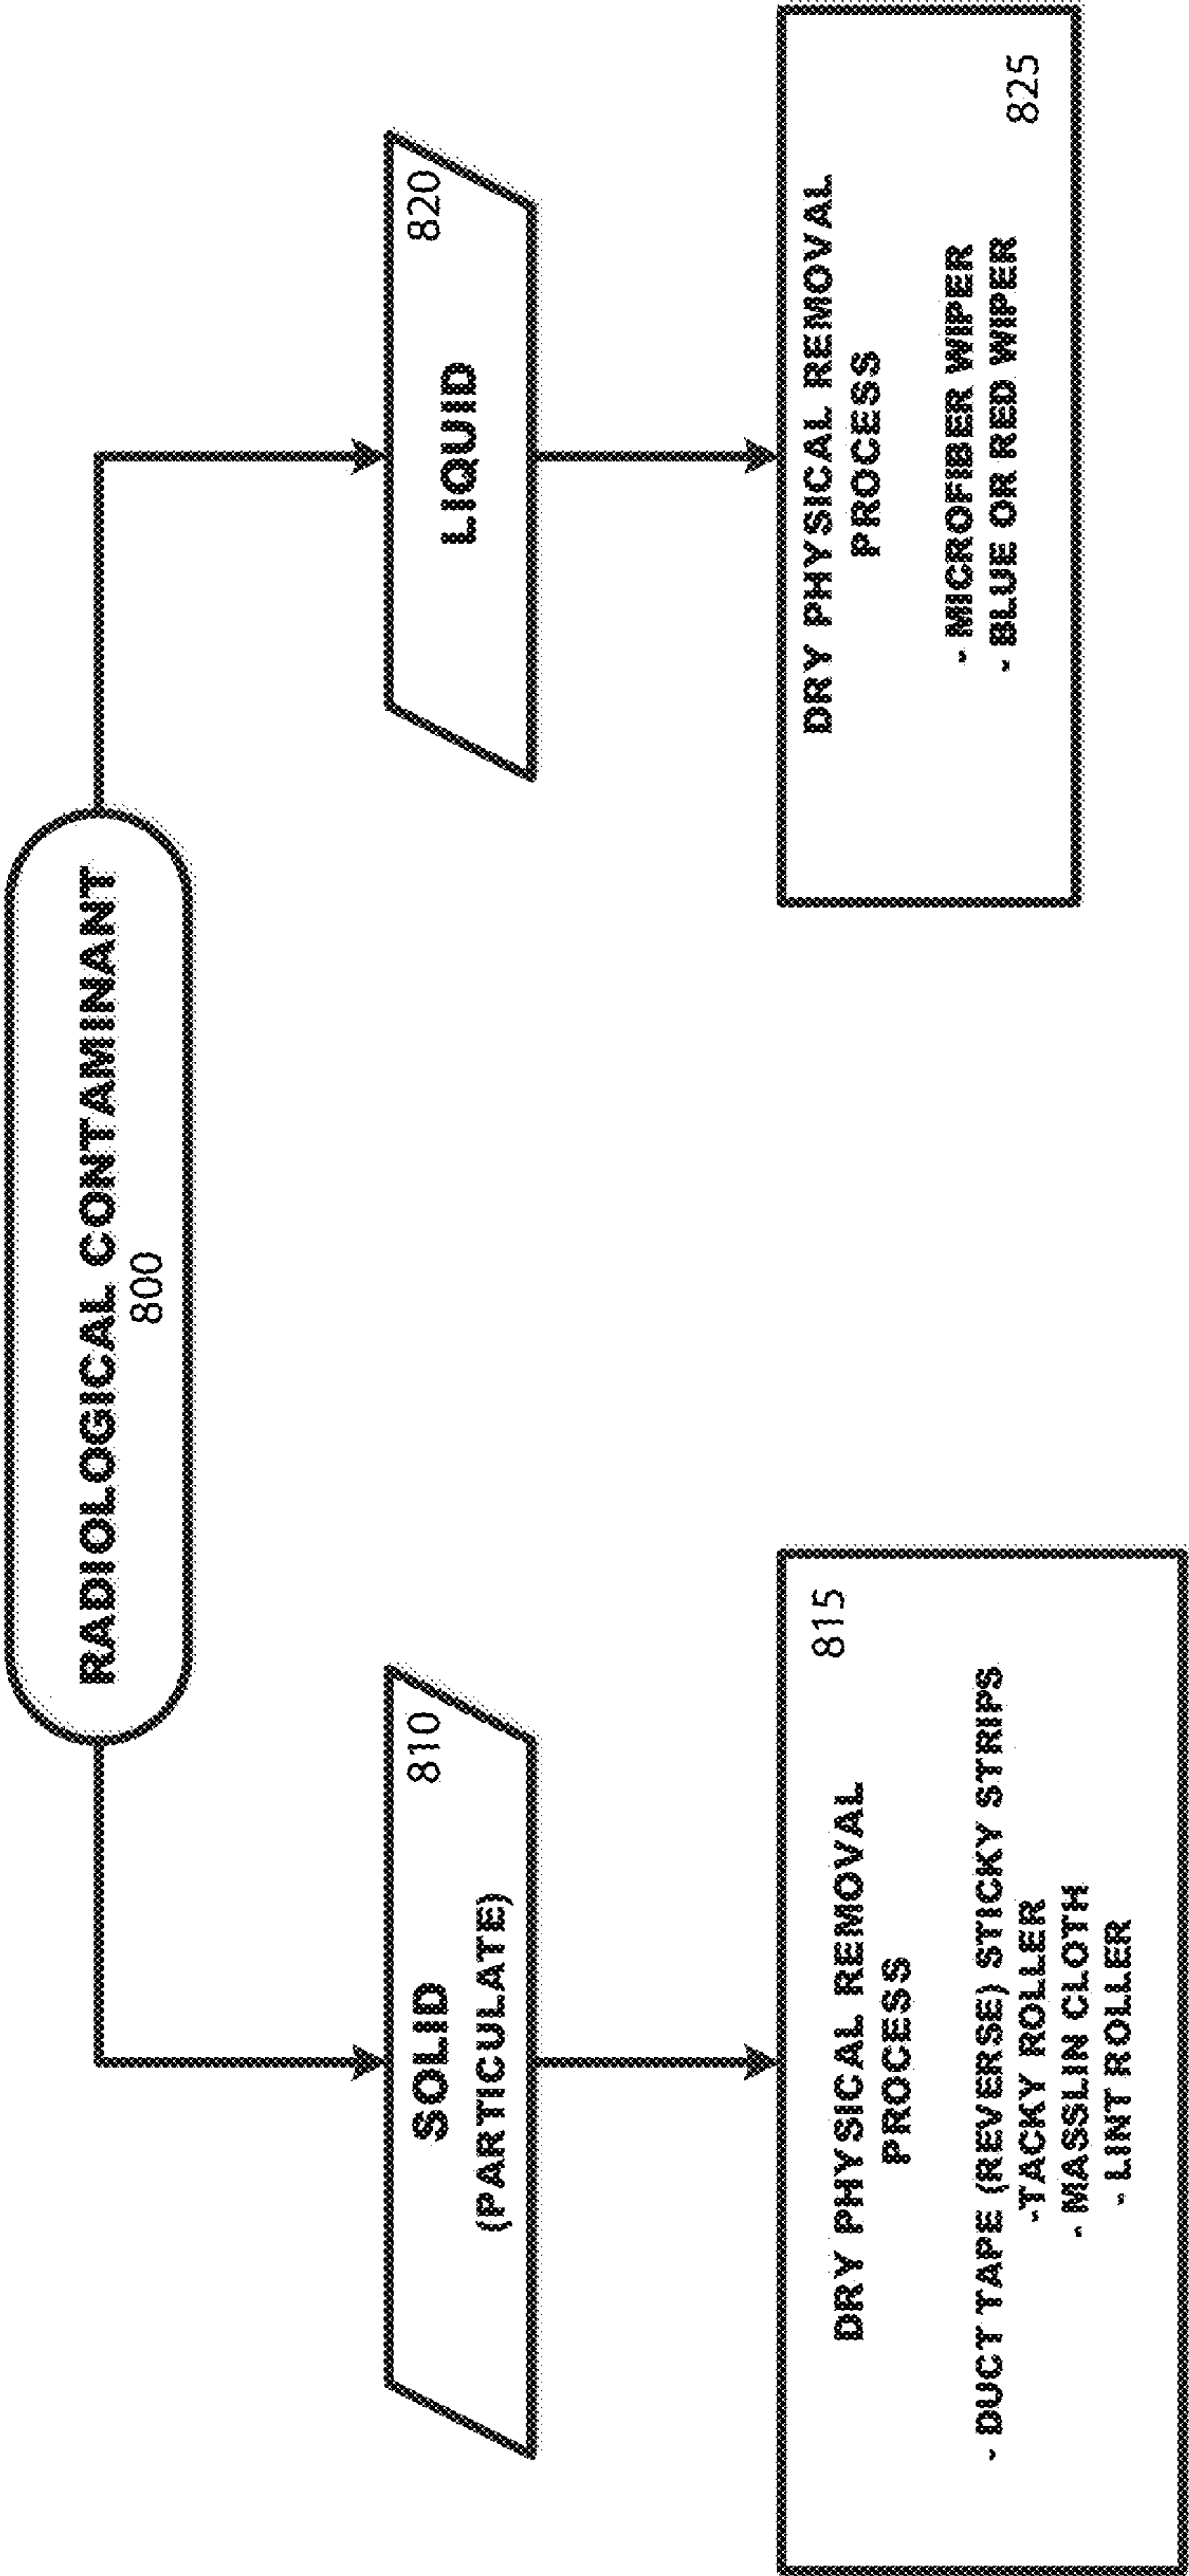 RADIOLOGICAL CONTAMINANT
800
SOLID
810
(PARTICULATE)
LIQUID
820
DRY PHYSICAL REMOVAL
815
PROCESS
- DUCT TAPE (REVERSE) STICKY STRIPS
-TACKY ROLLER
- MASSLIN CLOTH
- LINT ROLLER
DRY PHYSICAL REMOVAL
PROCESS
- MICROFIBER WIPER
- BLUE OR RED WIPER
825